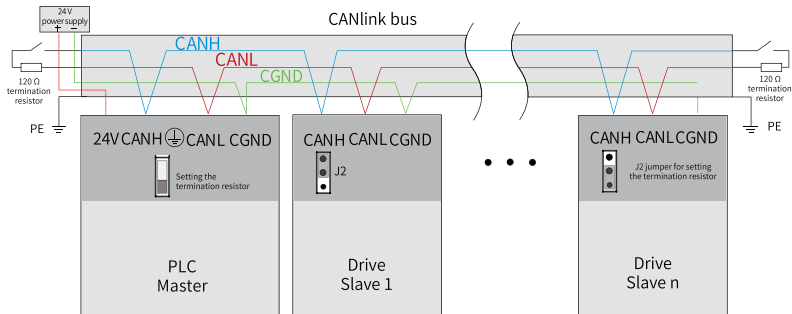 24 V
power supply
+ −
CANlink bus
CANH
CANL
CGND
120 Ω
termination
resistor
120 Ω
termination
resistor
PE
PE
24V CANH CANL CGND
CANH CANL CGND
CANH CANL CGND
Setting the
termination resistor
J2
J2 jumper for setting
the termination resistor
PLC
Master
Drive
Slave 1
Drive
Slave n